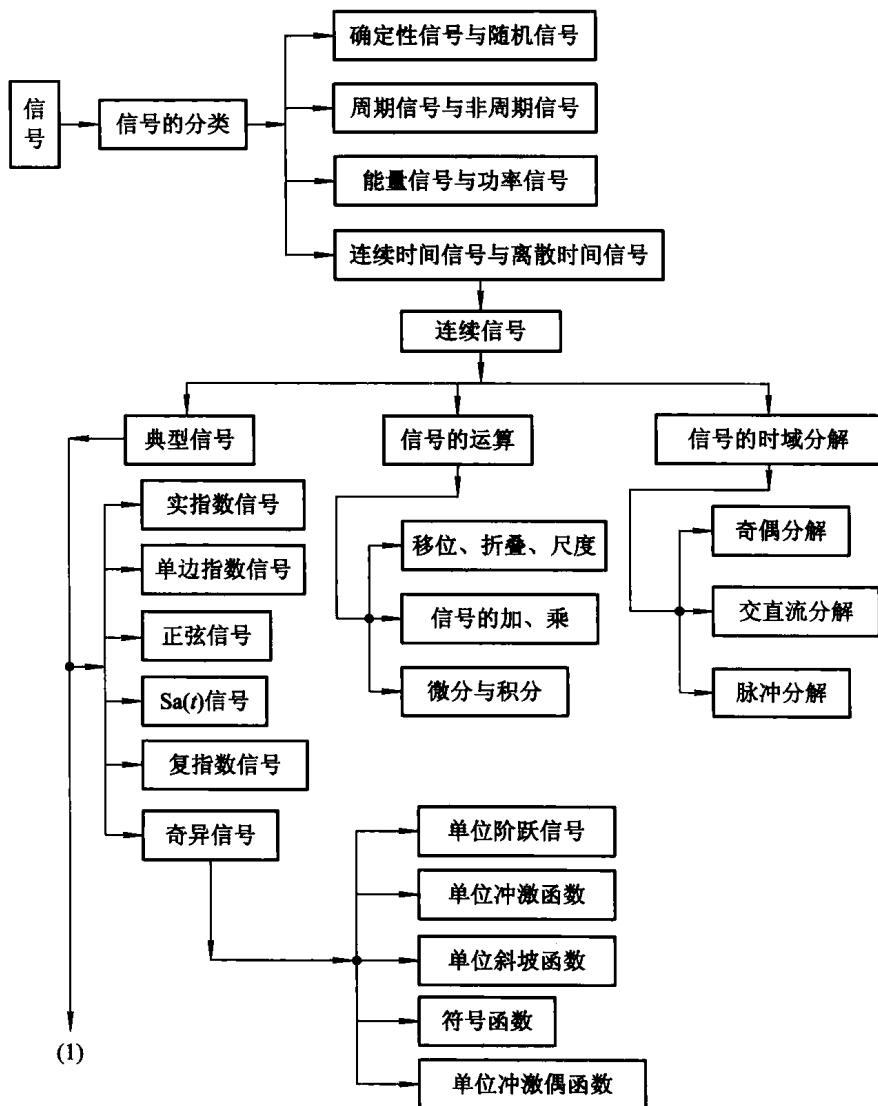 确定性信号与随机信号
信
号
信号的分类
周期信号与非周期信号
能量信号与功率信号
连续时间信号与离散时间信号
连续信号
典型信号
信号的运算
信号的时域分解
实指数信号
单边指数信号
正弦信号
Sa(t)信号
复指数信号
奇异信号
移位、折叠、尺度
信号的加、乘
微分与积分
奇偶分解
交直流分解
脉冲分解
单位阶跃信号
单位冲激函数
单位斜坡函数
符号函数
单位冲激偶函数
(1)